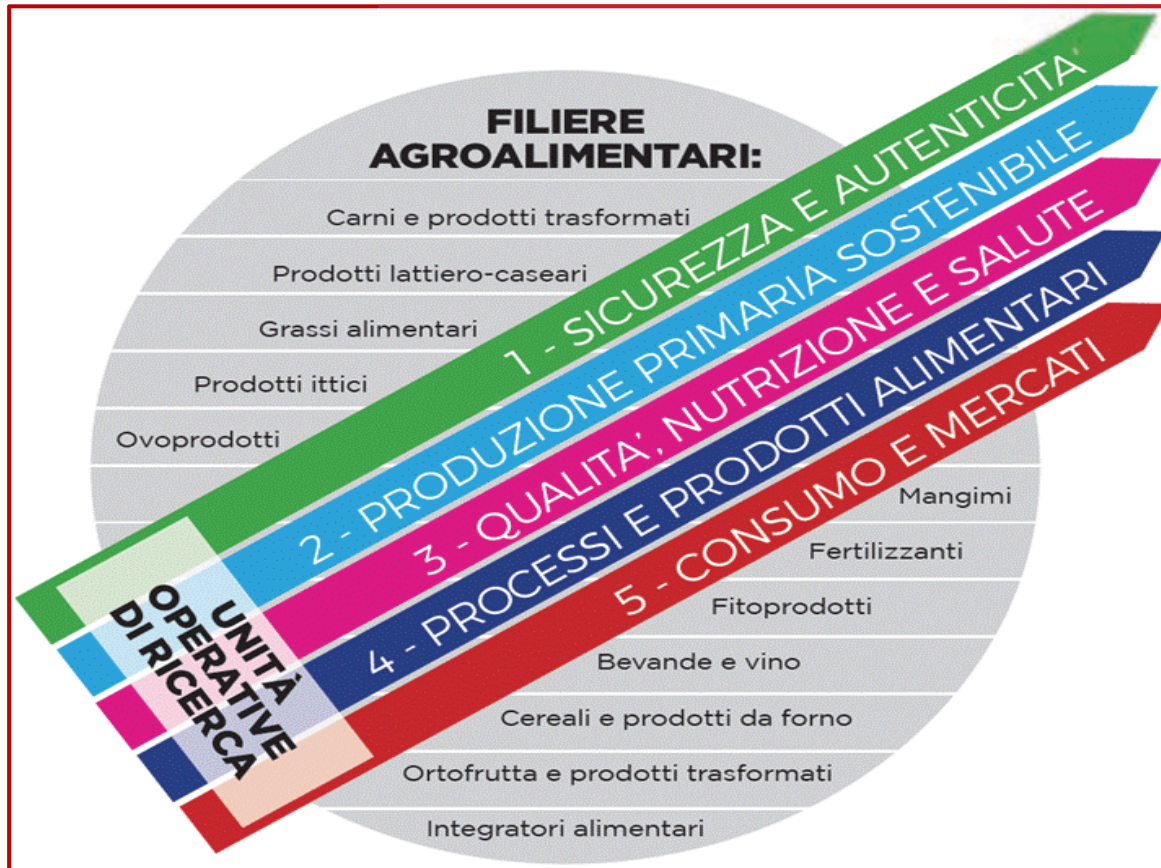 FILIERE
AGROALIMENTARI:
Carni e prodotti trasformati
Prodotti lattiero-caseari
Grassi alimentari
Prodotti ittici
Ovoprodotti
1 - SICUREZZA E AUTENTICITA'
2 - PRODUZIONE PRIMARIA SOSTENIBILE
3 - QUALITA', NUTRIZIONE E SALUTE
4 - PROCESSI E PRODOTTI ALIMENTARI
5 - CONSUMO E MERCATI
UNITÀ
OPERATIVE
DI RICERCA
Mangimi
Fertilizzanti
Fitoprodotti
Bevande e vino
Cereali e prodotti da forno
Ortofrutta e prodotti trasformati
Integratori alimentari